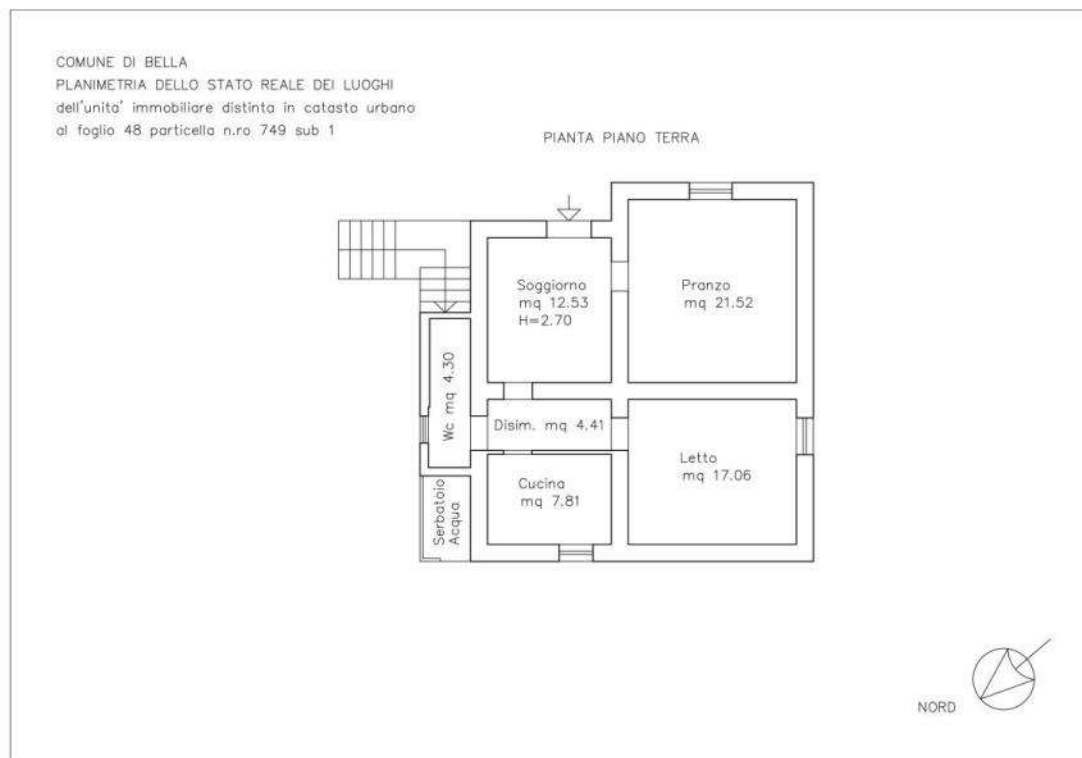 COMUNE DI BELLA
PLANIMETRIA DELLO STATO REALE DEI LUOGHI
dell'unita' immobiliare distinta in catasto urbano
al foglio 48 particella n.ro 749 sub 1
PIANTA PIANO TERRA
Soggiorno
mq 12.53
H=2.70
Pranzo
mq 21.52
Wc mq 4.30
Disim. mq 4.41
Letto
mq 17.06
Cucina
mq 7.81
Serbatoio
Acqua
NORD